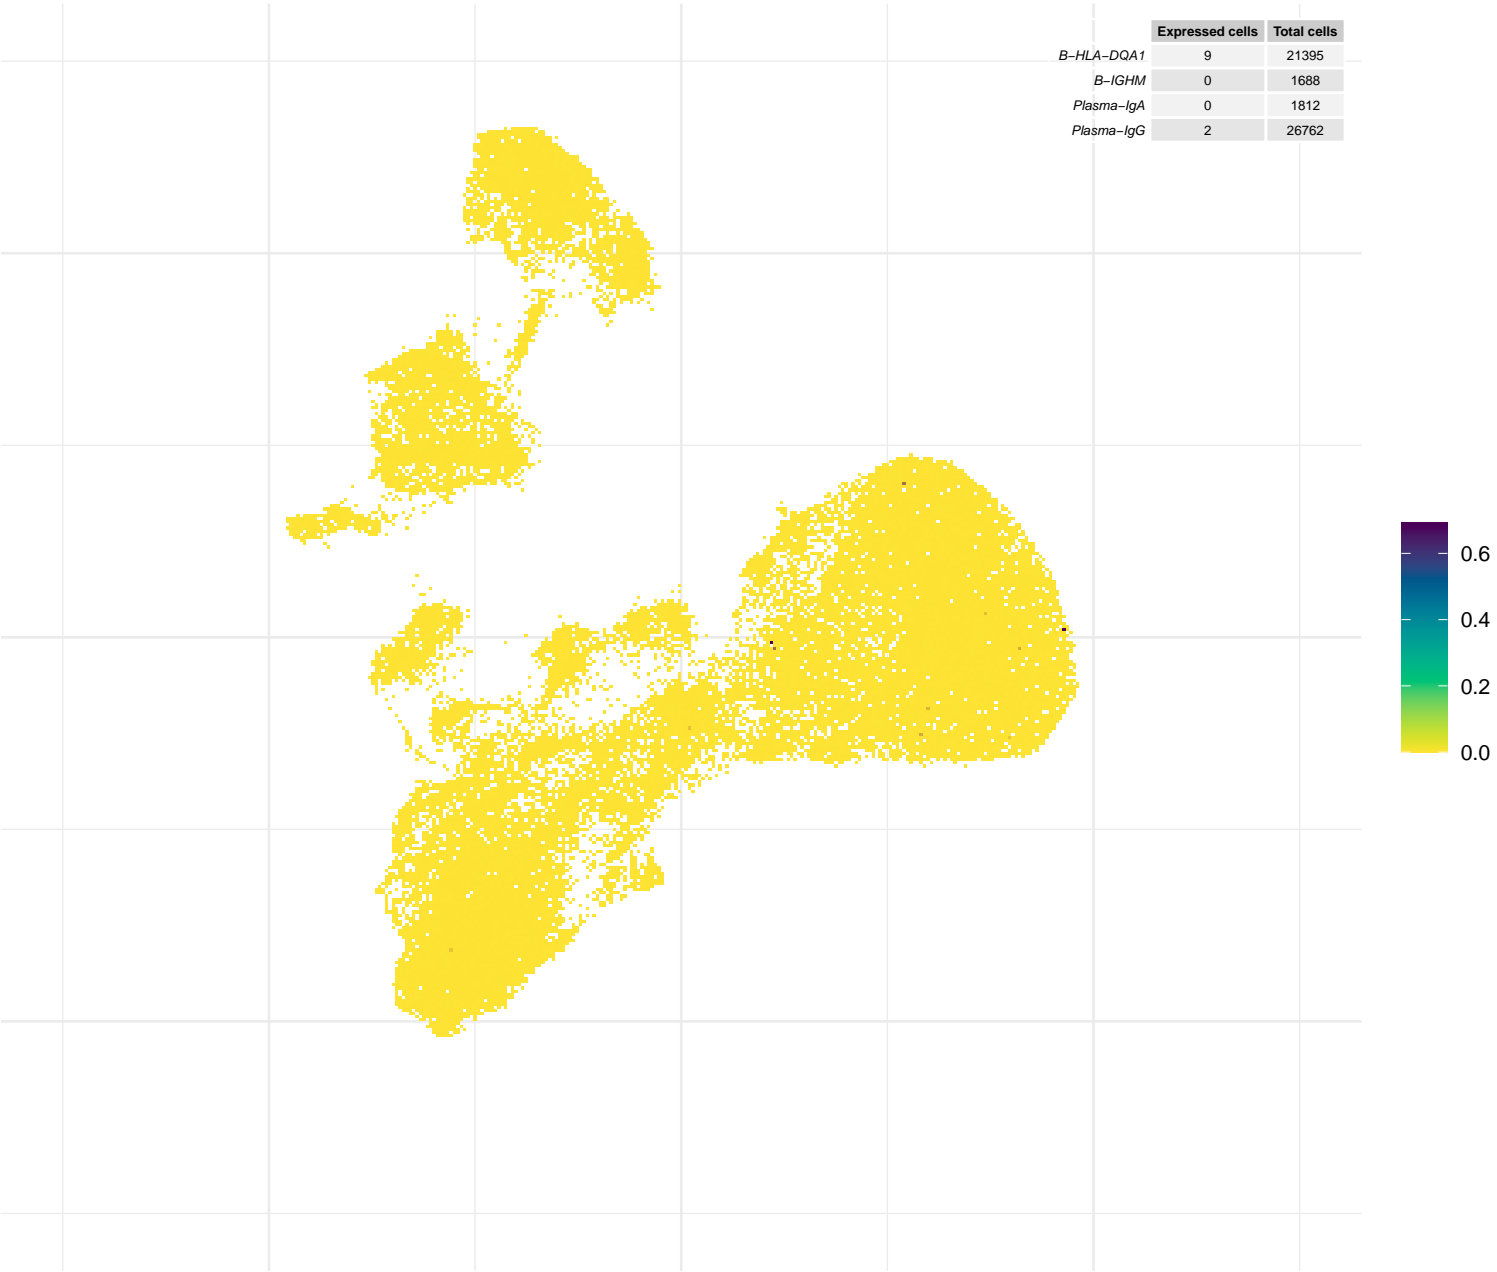 Expressed cells Total cells
B−HLA−DQA1 9 21395
B−IGHM 0 1688
Plasma−IgA 0 1812
Plasma−IgG 2 26762
0.6
0.4
0.2
0.0